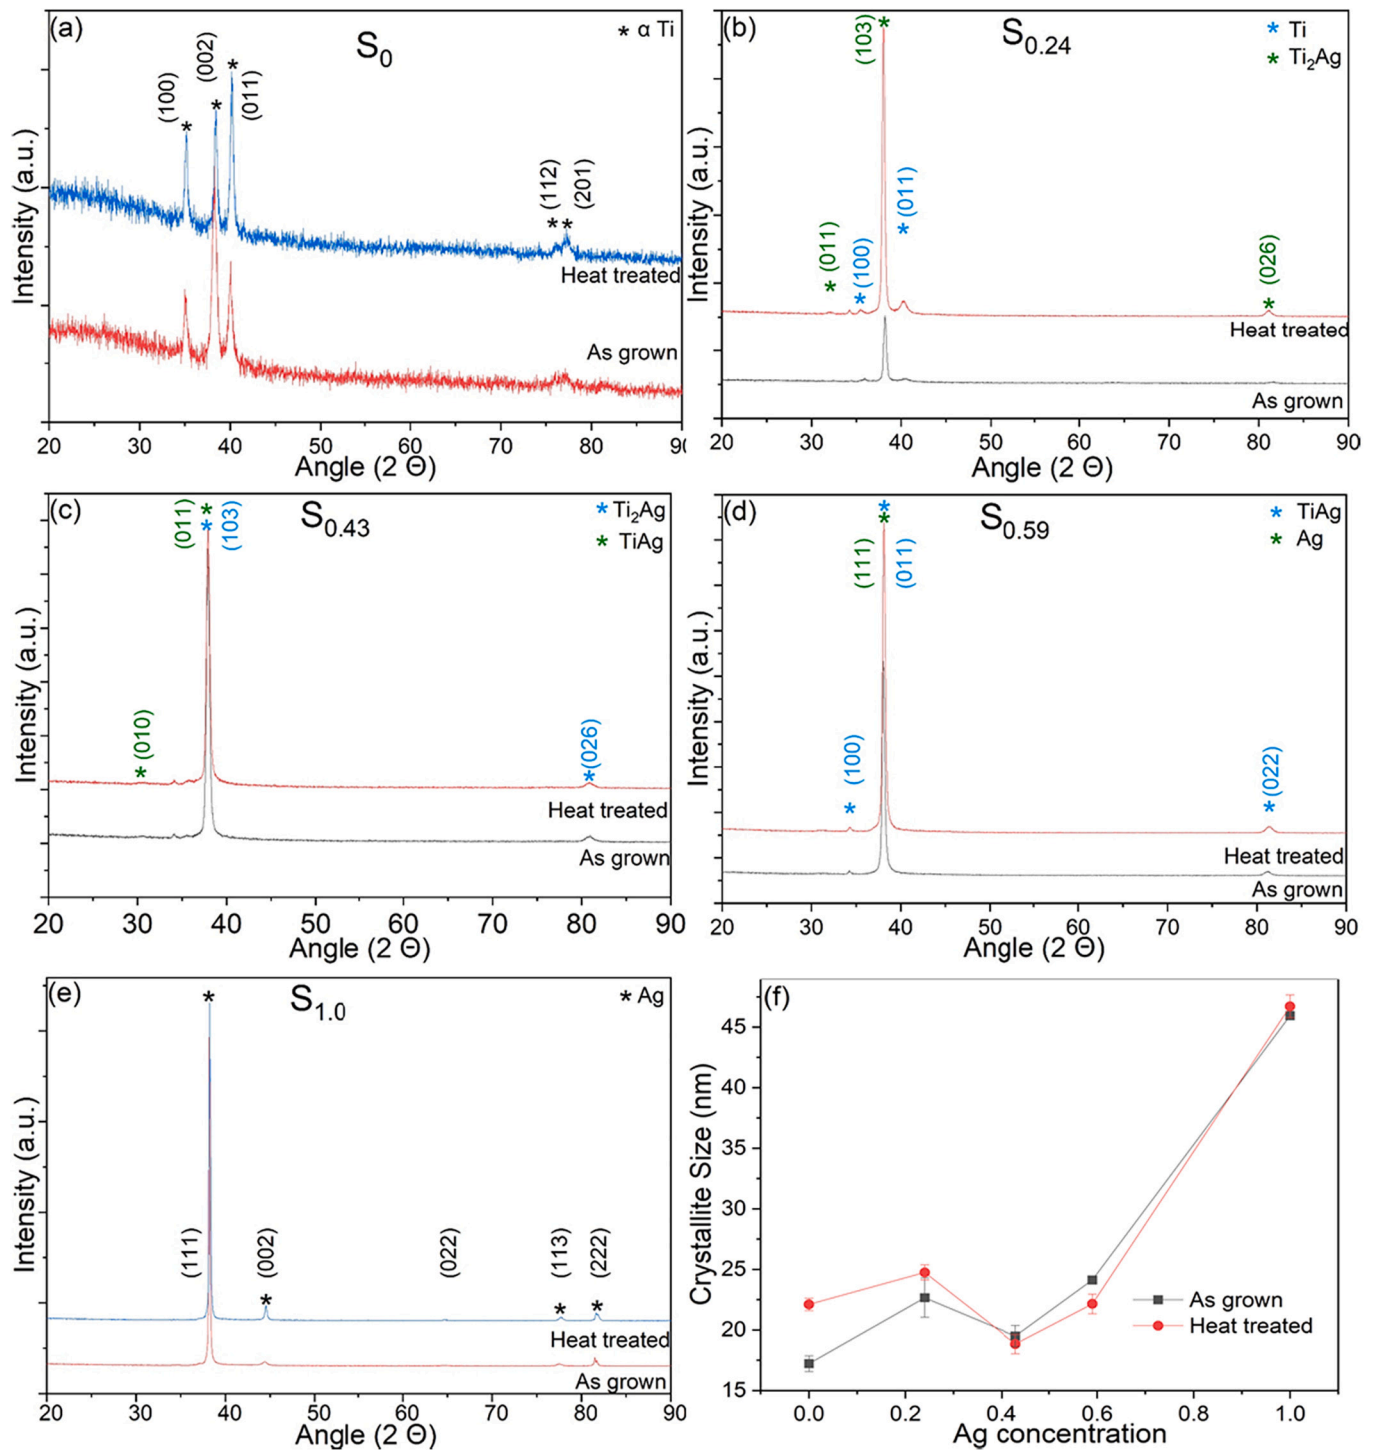 (a)
S0
* α Ti
(100)
(002)
(011)
(112)
(201)
Heat treated
As grown
Intensity (a.u.)
20 30 40 50 60 70 80 90
Angle (2 Θ)
(b)
S0.24
* Ti
* Ti2Ag
(103)
(011)
(100)
(011)
(026)
Heat treated
As grown
Intensity (a.u.)
20 30 40 50 60 70 80 90
Angle (2 Θ)
(c)
S0.43
* Ti2Ag
* TiAg
(011)
(103)
(010)
(026)
Heat treated
As grown
Intensity (a.u.)
20 30 40 50 60 70 80 90
Angle (2 Θ)
(d)
S0.59
* TiAg
* Ag
(111)
(011)
(100)
(022)
Heat treated
As grown
Intensity (a.u.)
20 30 40 50 60 70 80 90
Angle (2 Θ)
(e)
S1.0
* Ag
(111)
(002)
(022)
(113)
(222)
Heat treated
As grown
Intensity (a.u.)
20 30 40 50 60 70 80 90
Angle (2 Θ)
(f)
45
40
35
30
25
20
15
Crystallite Size (nm)
As grown
Heat treated
0.0 0.2 0.4 0.6 0.8 1.0
Ag concentration